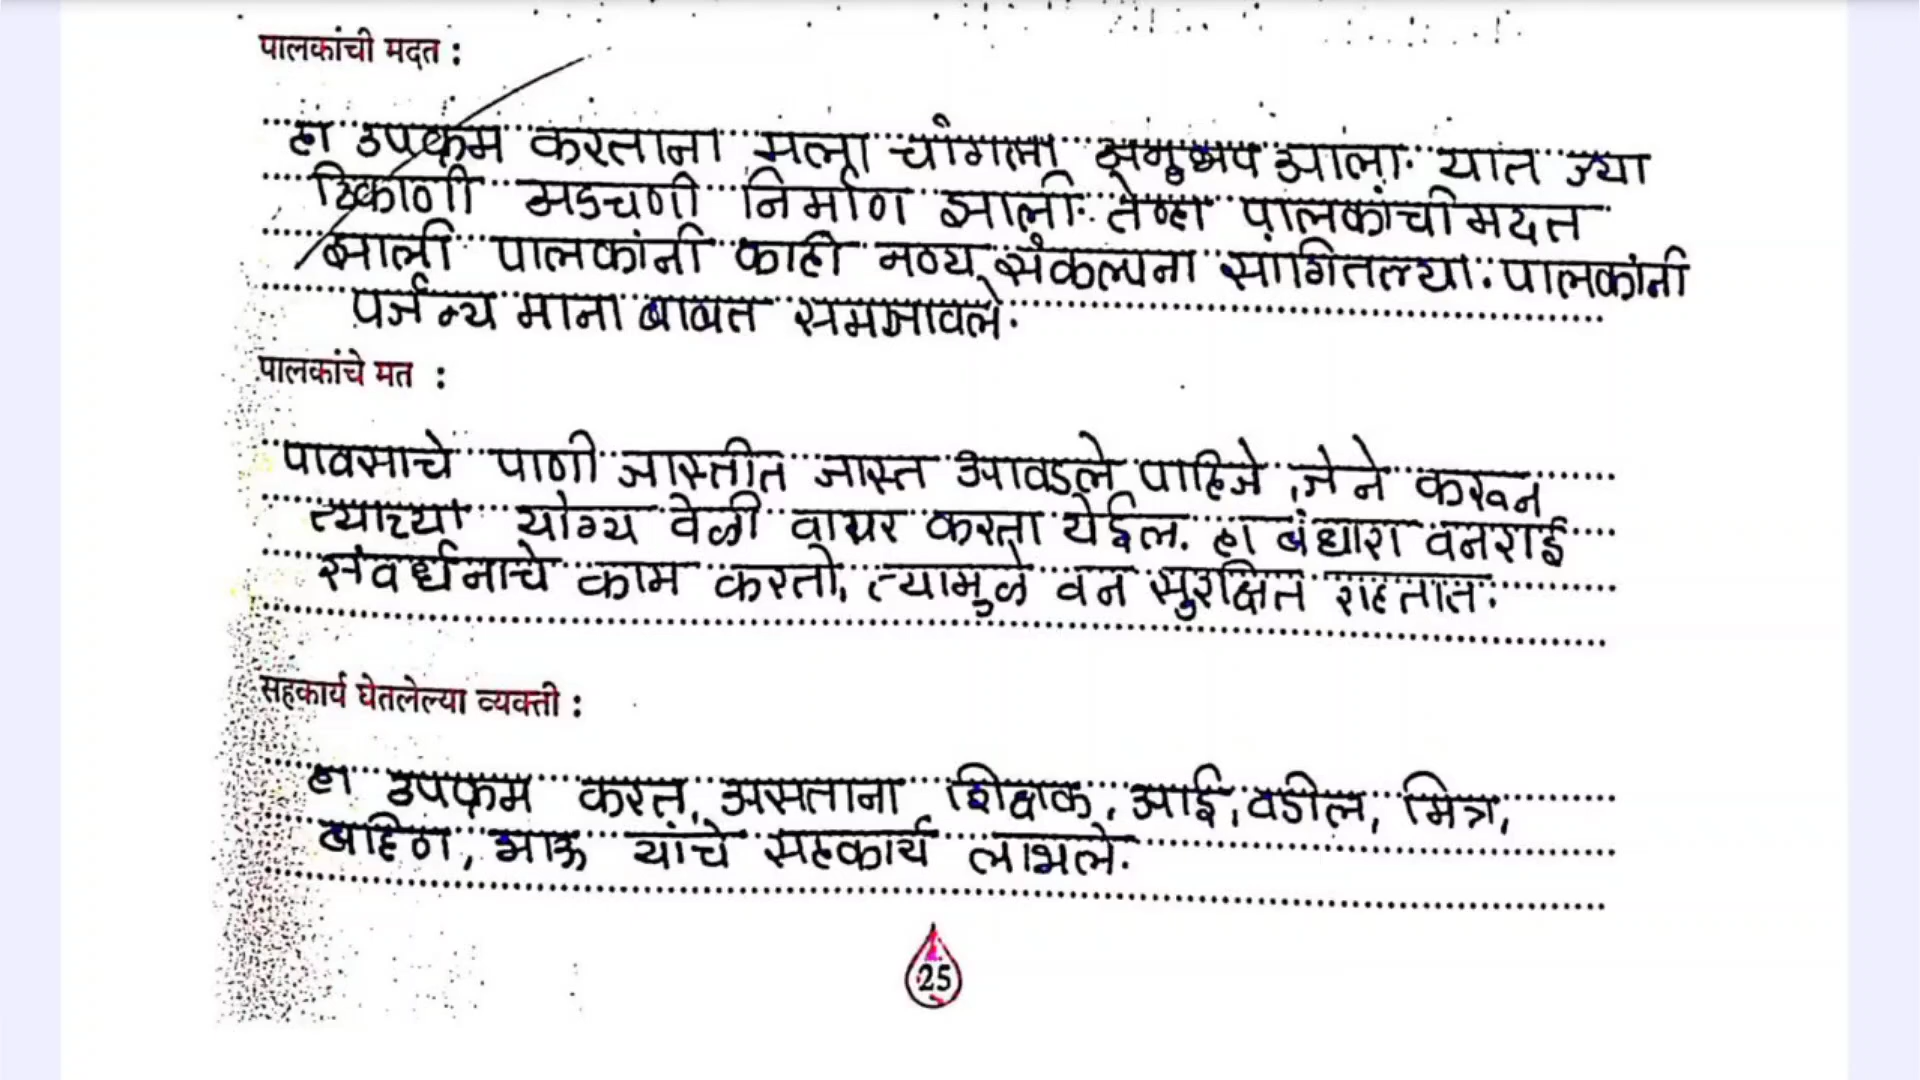 पालकांची मदत :
हा उपक्रम करताना मला चांगला अनुभव आला. यात ज्या
ठिकाणी अडचणी निर्माण झाली. तेव्हा पालकांची मदत
झाली पालकांनी काही नव्य संकल्पना सांगितल्या. पालकांनी
पर्जन्य माना बाबत समजावले.
पालकांचे मत :
पावसाचे पाणी जास्तीत जास्त आवडले पाहिजे, जेने करून
त्याच्या योग्य वेळी वापर करता येईल. हा बंधारा वनराई
संवर्धनाचे काम करतो, त्यामुळे वन सुरक्षित राहतात.
सहकार्य घेतलेल्या व्यक्ती :
हा उपक्रम करत असताना शिक्षक, आई, वडील, मित्र,
बहिण, भाऊ यांचे सहकार्य लाभले.
25